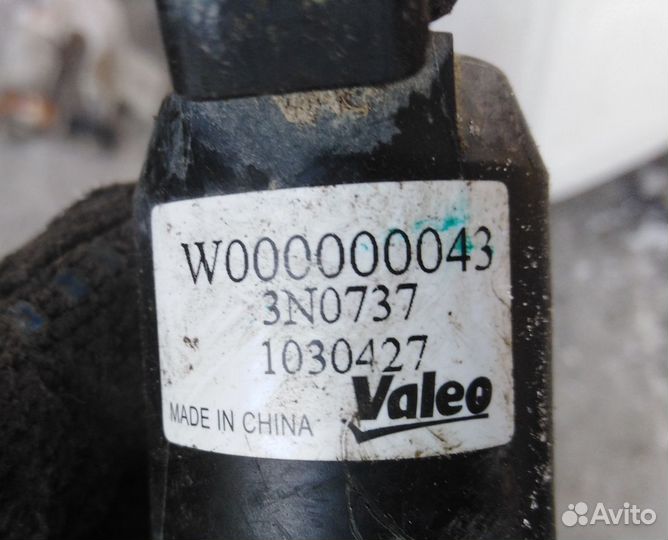 W000000043
3N0737
1030427
Valeo
MADE IN CHINA
Avito